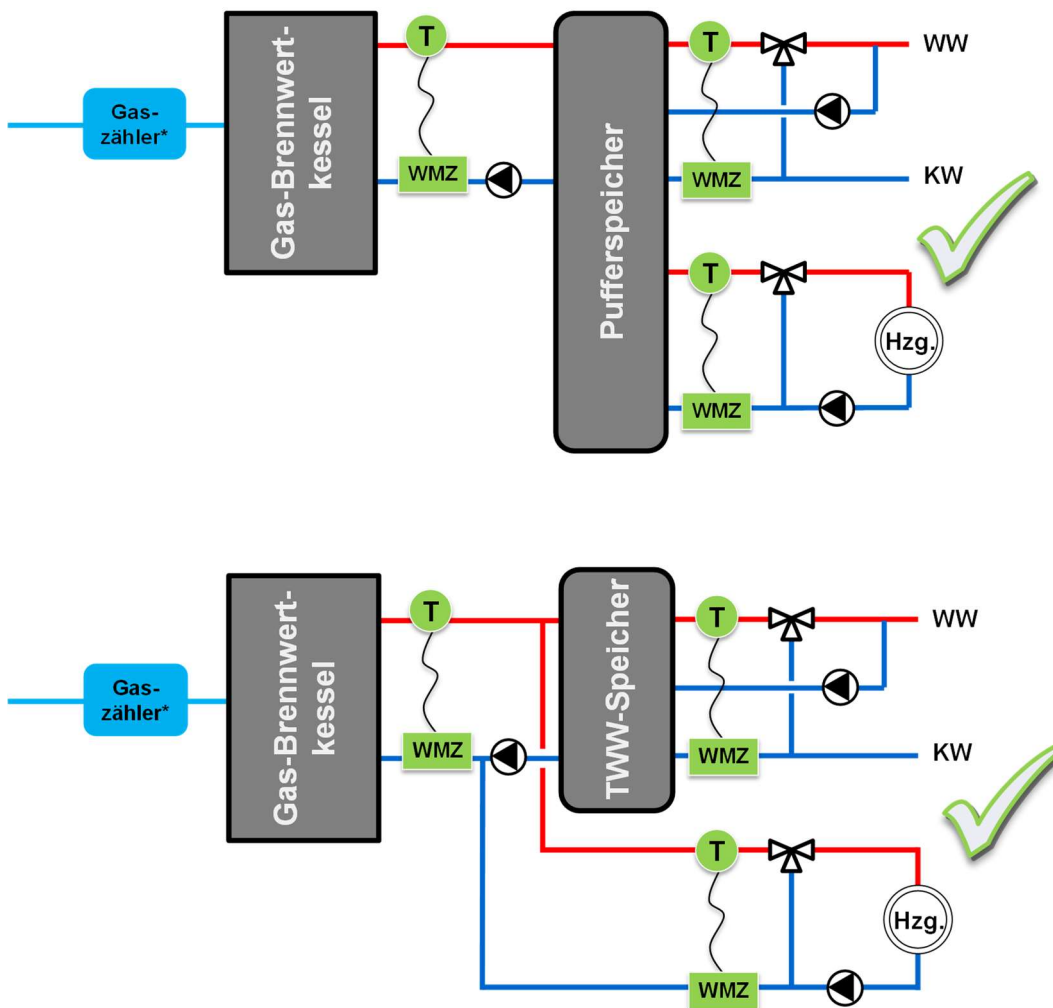 T
T
WW
Gas-
zähler*
Gas-Brennwert-
kessel
WMZ
Pufferspeicher
WMZ
KW
T
Hzg.
WMZ
T
T
WW
Gas-
zähler*
Gas-Brennwert-
kessel
WMZ
TWW-Speicher
WMZ
KW
T
Hzg.
WMZ